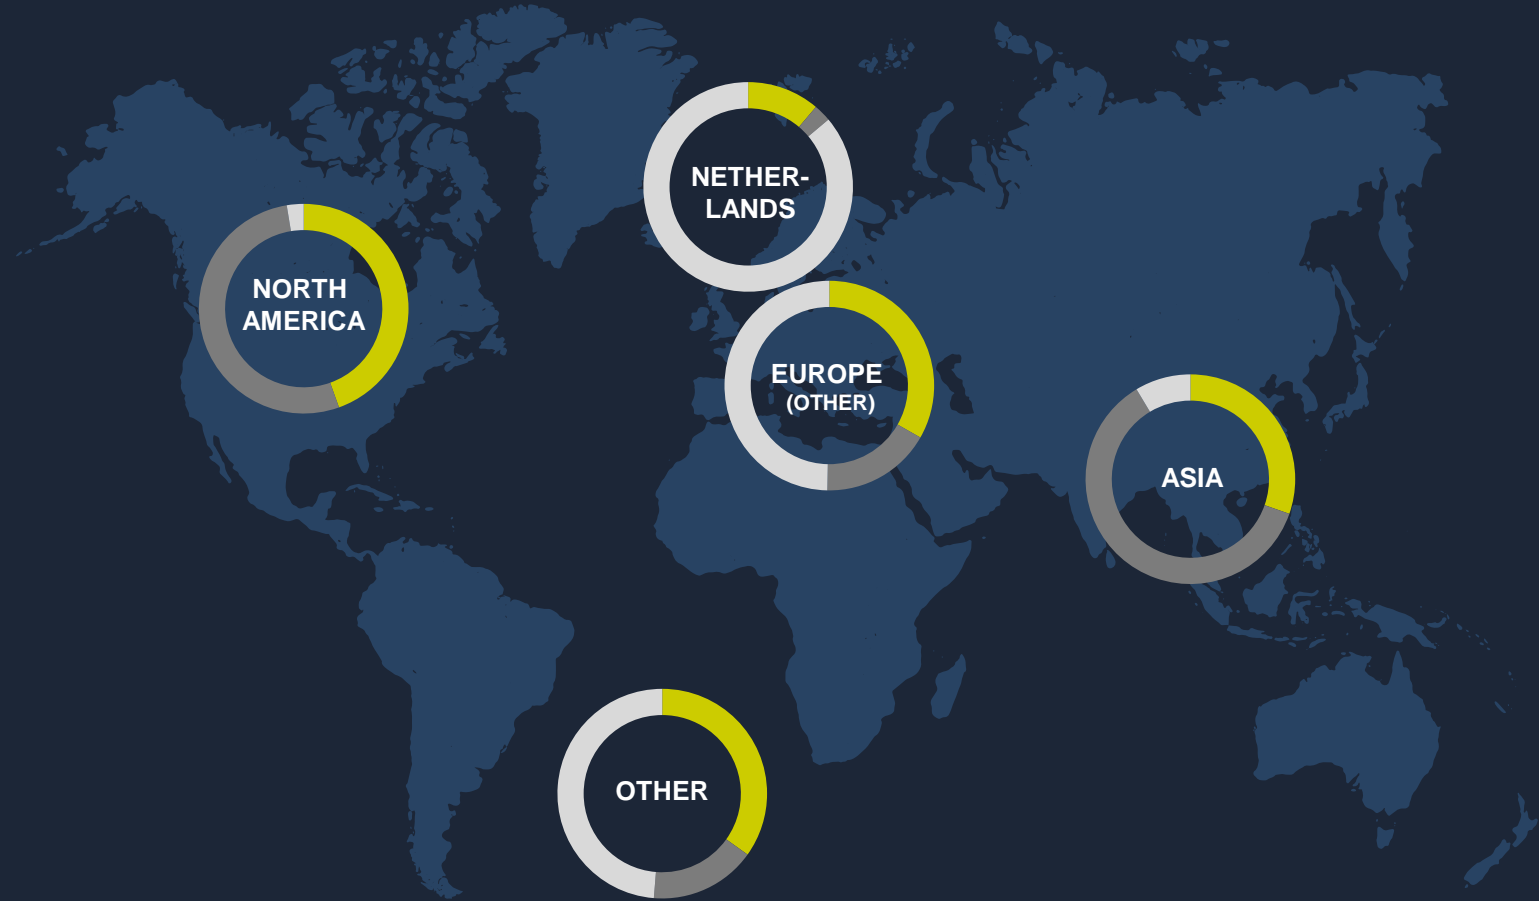 NETHER-
LANDS
NORTH
AMERICA
EUROPE
(OTHER)
ASIA
OTHER